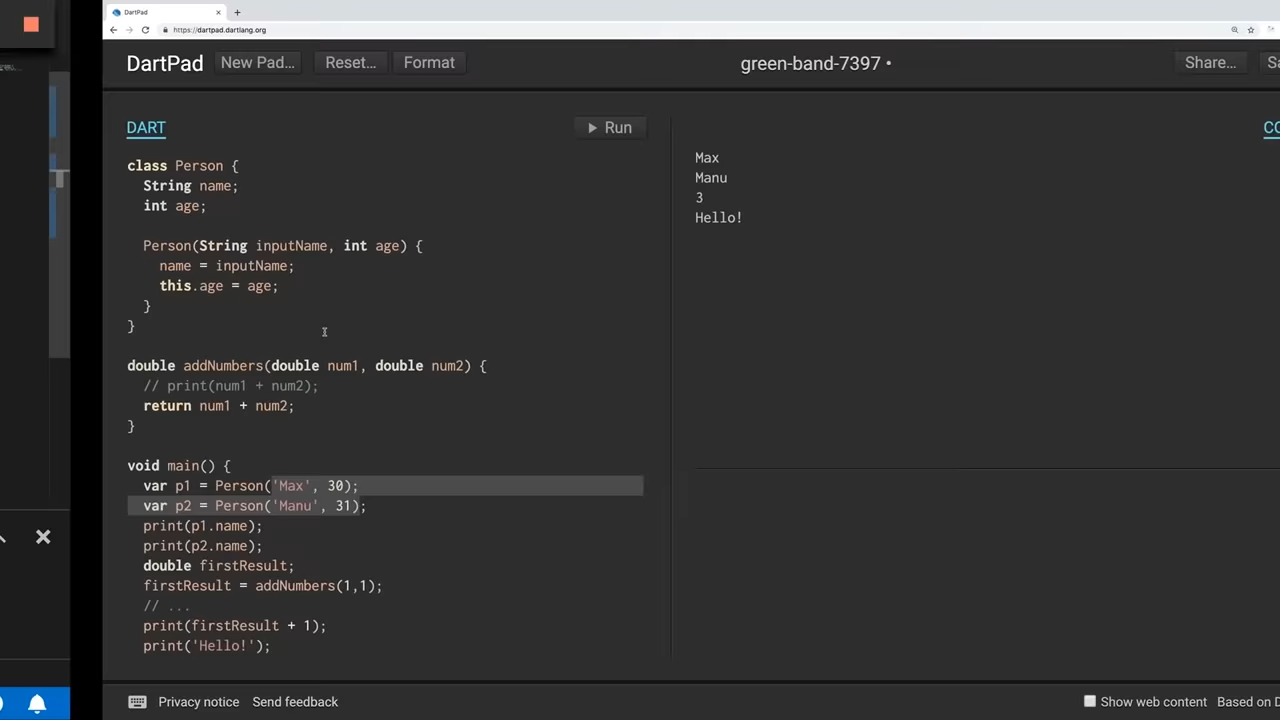 DartPad
https://dartpad.dartlang.org
DartPad New Pad... Reset... Format green-band-7397 • Share...
DART Run
class Person {
String name;
int age;
Person(String inputName, int age) {
name = inputName;
this.age = age;
}
}
double addNumbers(double num1, double num2) {
// print(num1 + num2);
return num1 + num2;
}
void main() {
var p1 = Person('Max', 30);
var p2 = Person('Manu', 31);
print(p1.name);
print(p2.name);
double firstResult;
firstResult = addNumbers(1,1);
// ...
print(firstResult + 1);
print('Hello!');
Max
Manu
3
Hello!
Privacy notice Send feedback Show web content Based on D